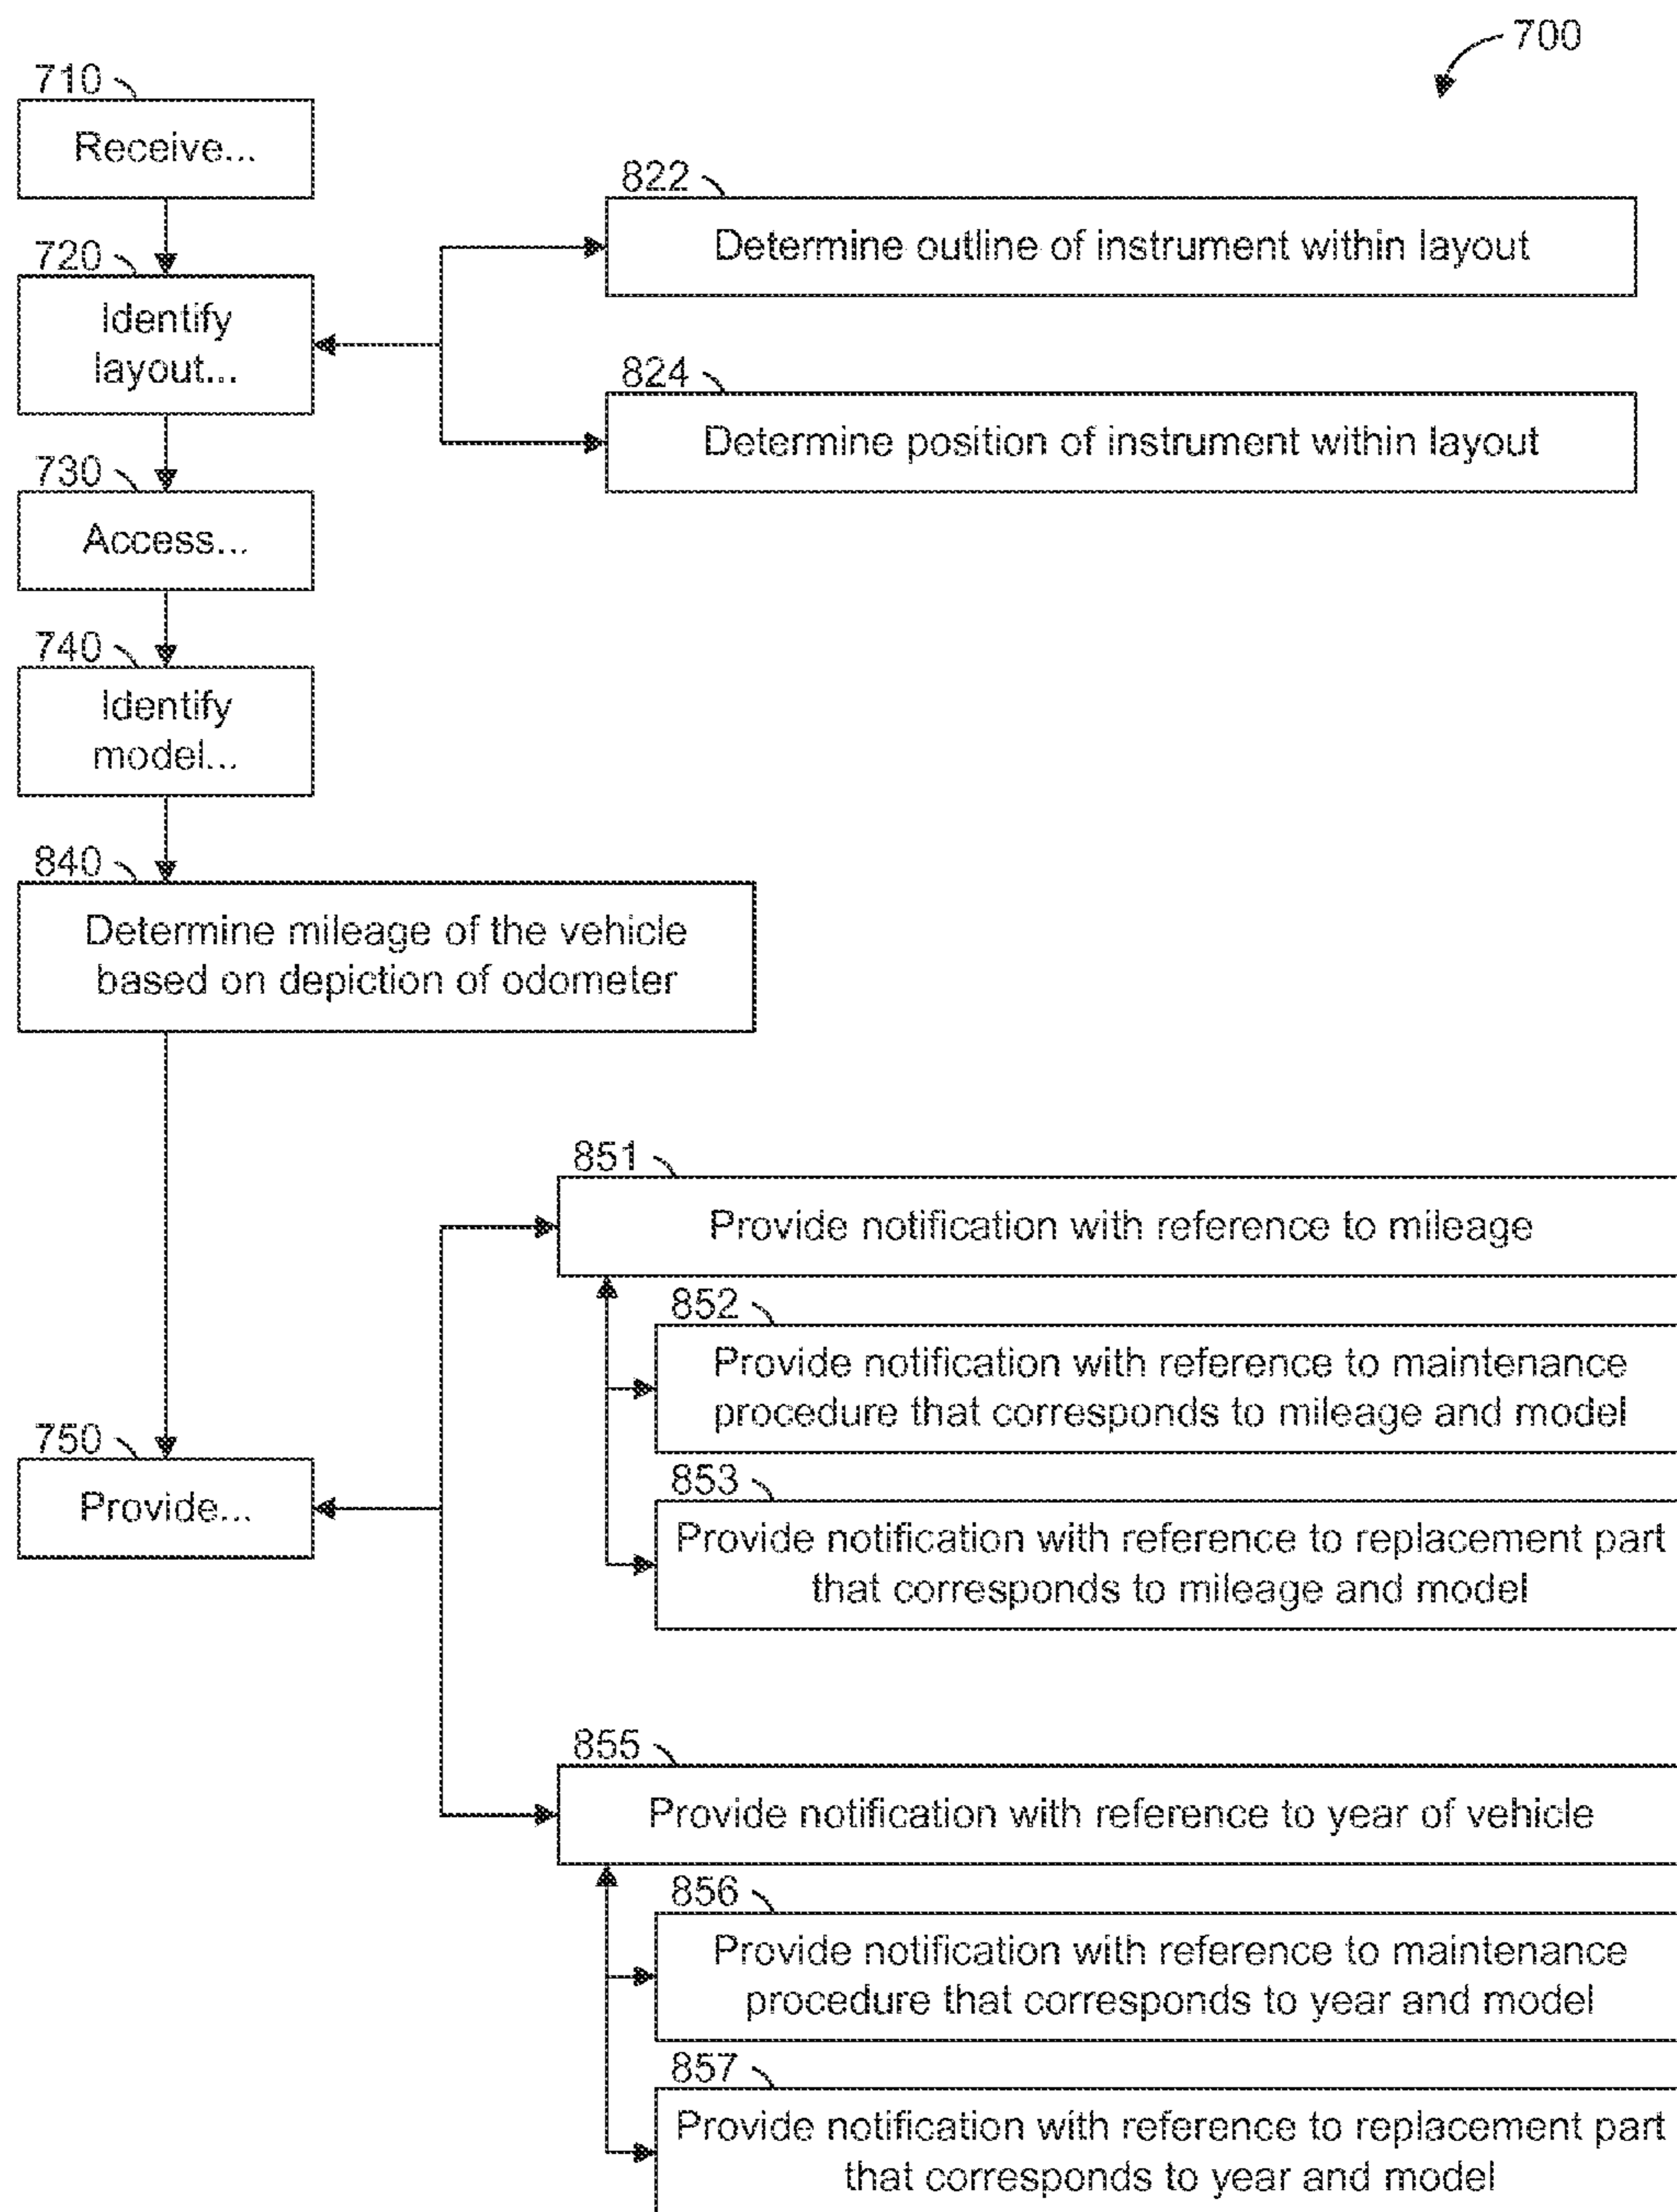 700
710
Receive...
822
Determine outline of instrument within layout
720
Identify
layout...
824
Determine position of instrument within layout
730
Access...
740
Identify
model...
840
Determine mileage of the vehicle
based on depiction of odometer
851
Provide notification with reference to mileage
852
Provide notification with reference to maintenance
procedure that corresponds to mileage and model
750
Provide...
853
Provide notification with reference to replacement part
that corresponds to mileage and model
855
Provide notification with reference to year of vehicle
856
Provide notification with reference to maintenance
procedure that corresponds to year and model
857
Provide notification with reference to replacement part
that corresponds to year and model